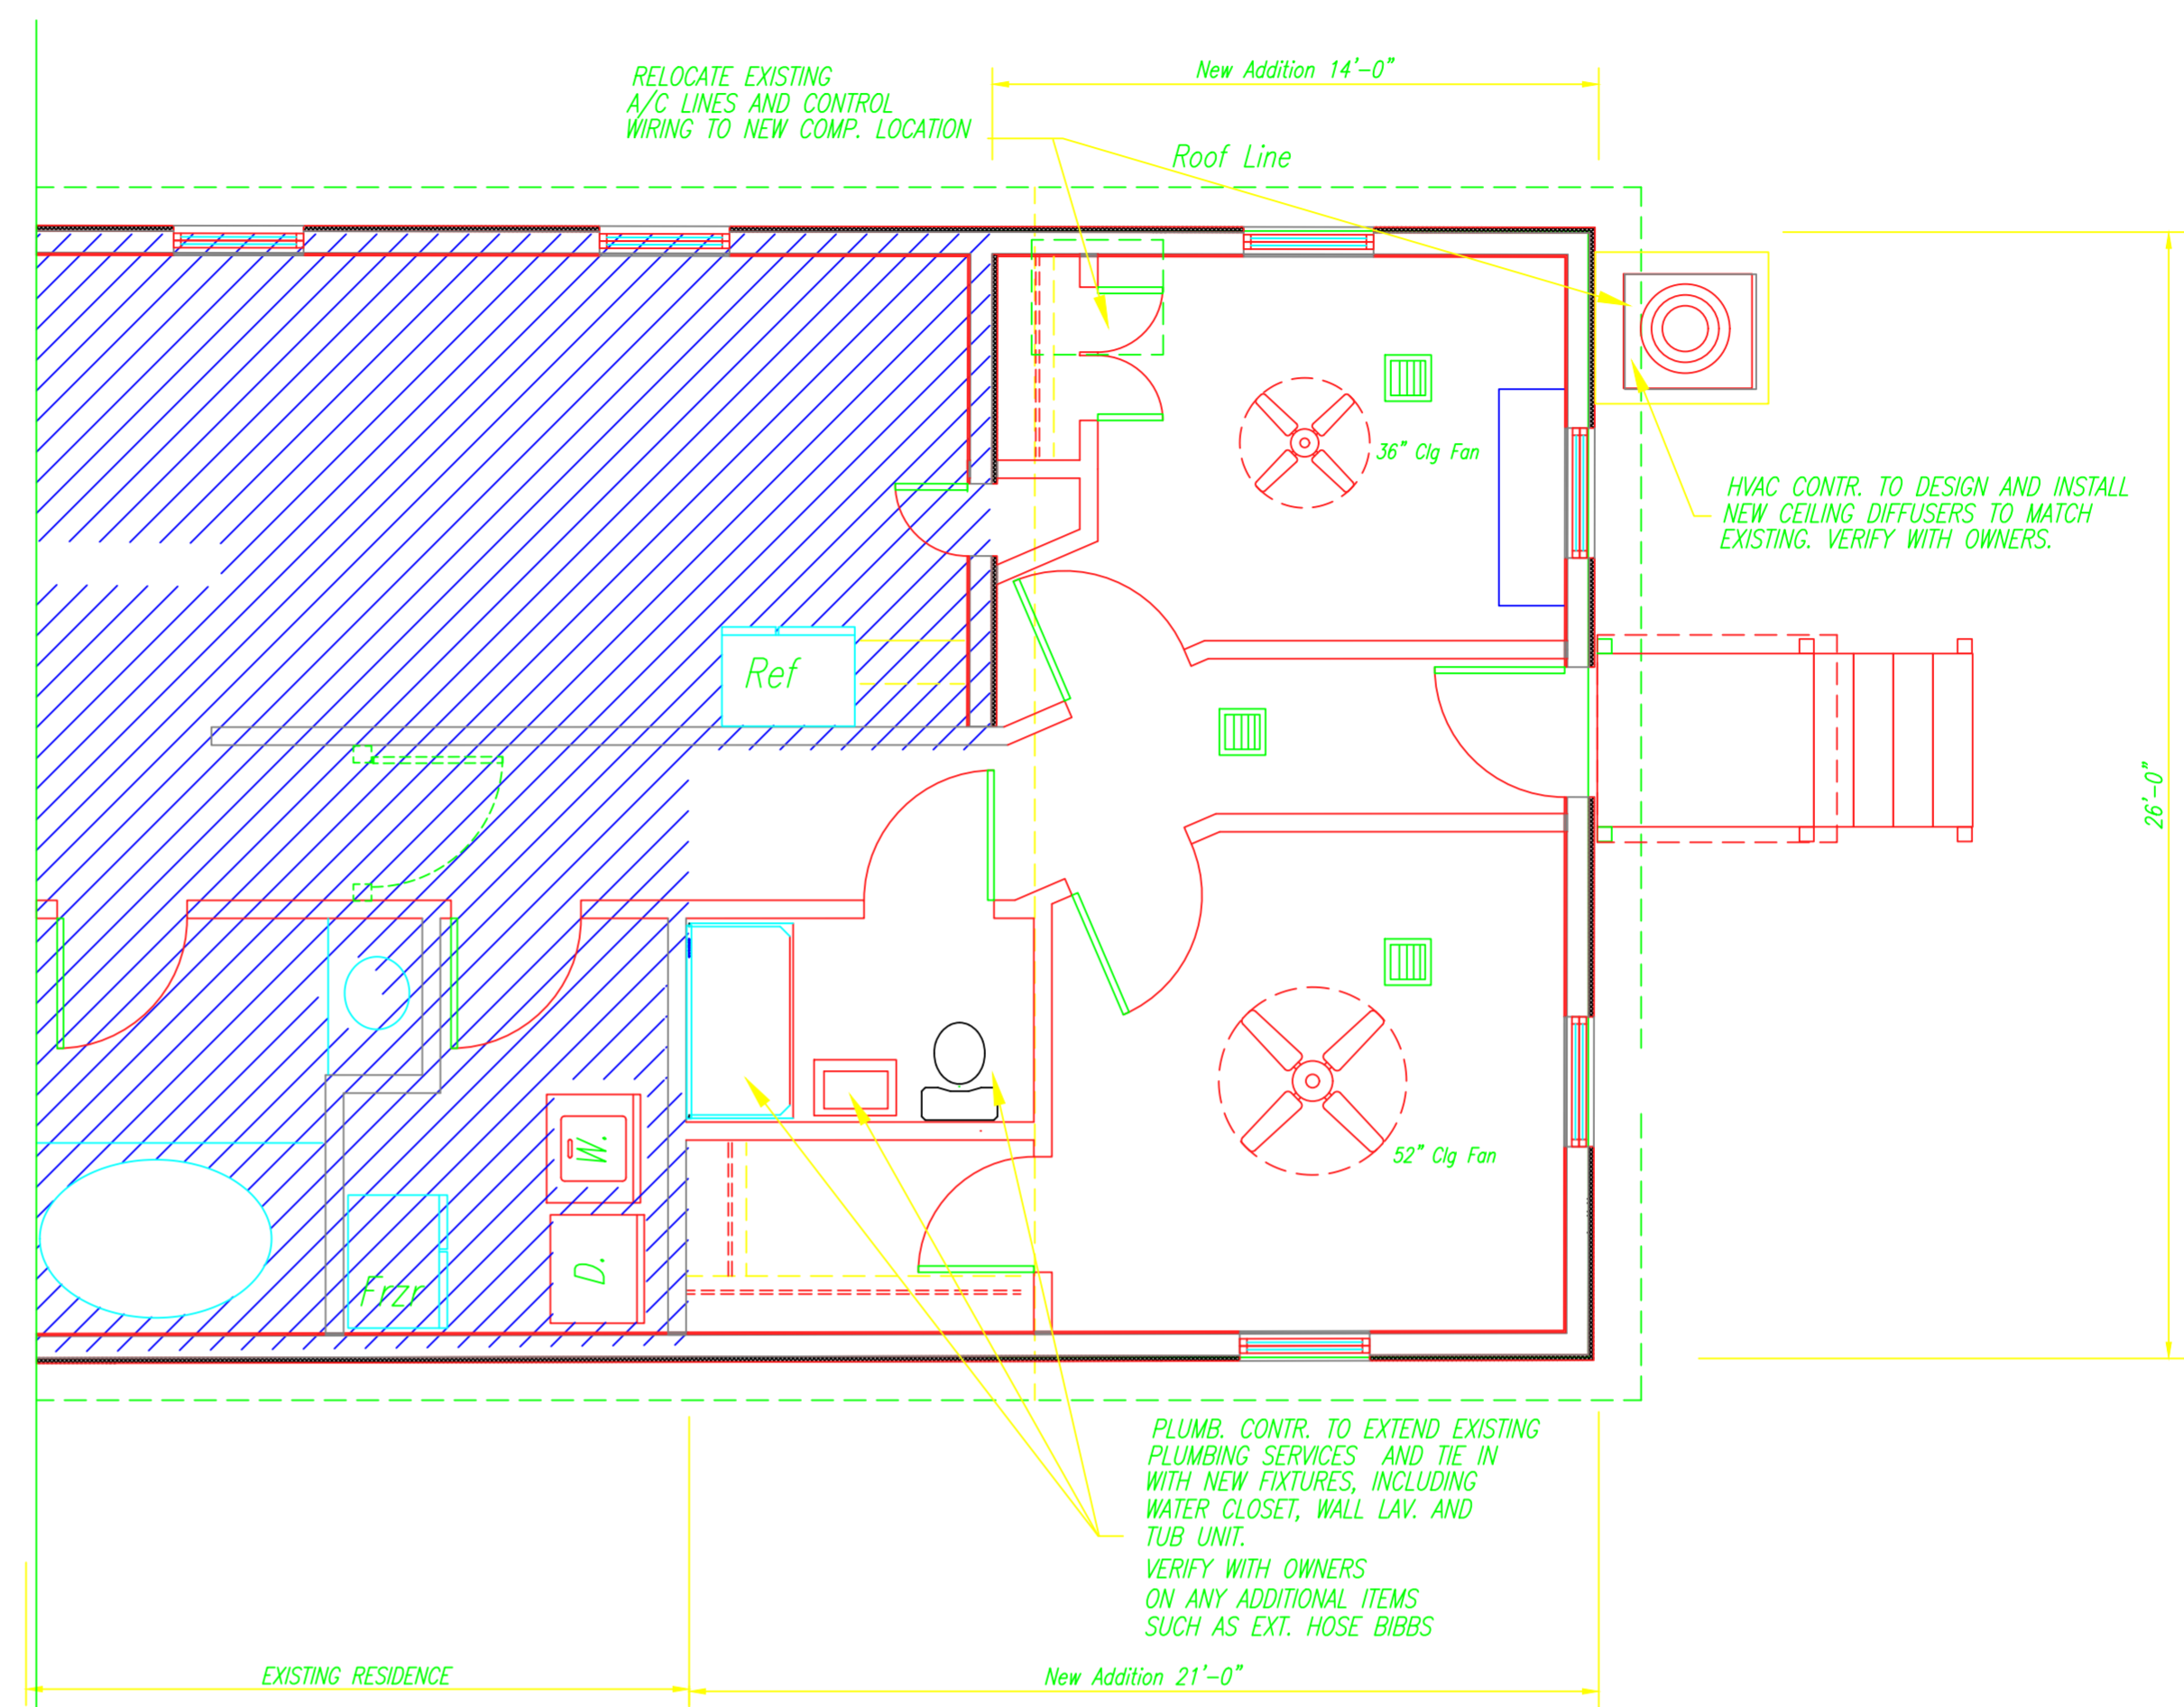 New Addition 14'-0"
RELOCATE EXISTING
A/C LINES AND CONTROL
WIRING TO NEW COMP. LOCATION
Roof Line
36" Clg Fan
HVAC CONTR. TO DESIGN AND INSTALL
NEW CEILING DIFFUSERS TO MATCH
EXISTING. VERIFY WITH OWNERS.
Ref
26'-0"
W.
52" Clg Fan
D.
Frzr
PLUMB. CONTR. TO EXTEND EXISTING
PLUMBING SERVICES AND TIE IN
WITH NEW FIXTURES, INCLUDING
WATER CLOSET, WALL LAV. AND
TUB UNIT.
VERIFY WITH OWNERS
ON ANY ADDITIONAL ITEMS
SUCH AS EXT. HOSE BIBBS
EXISTING RESIDENCE
New Addition 21'-0"